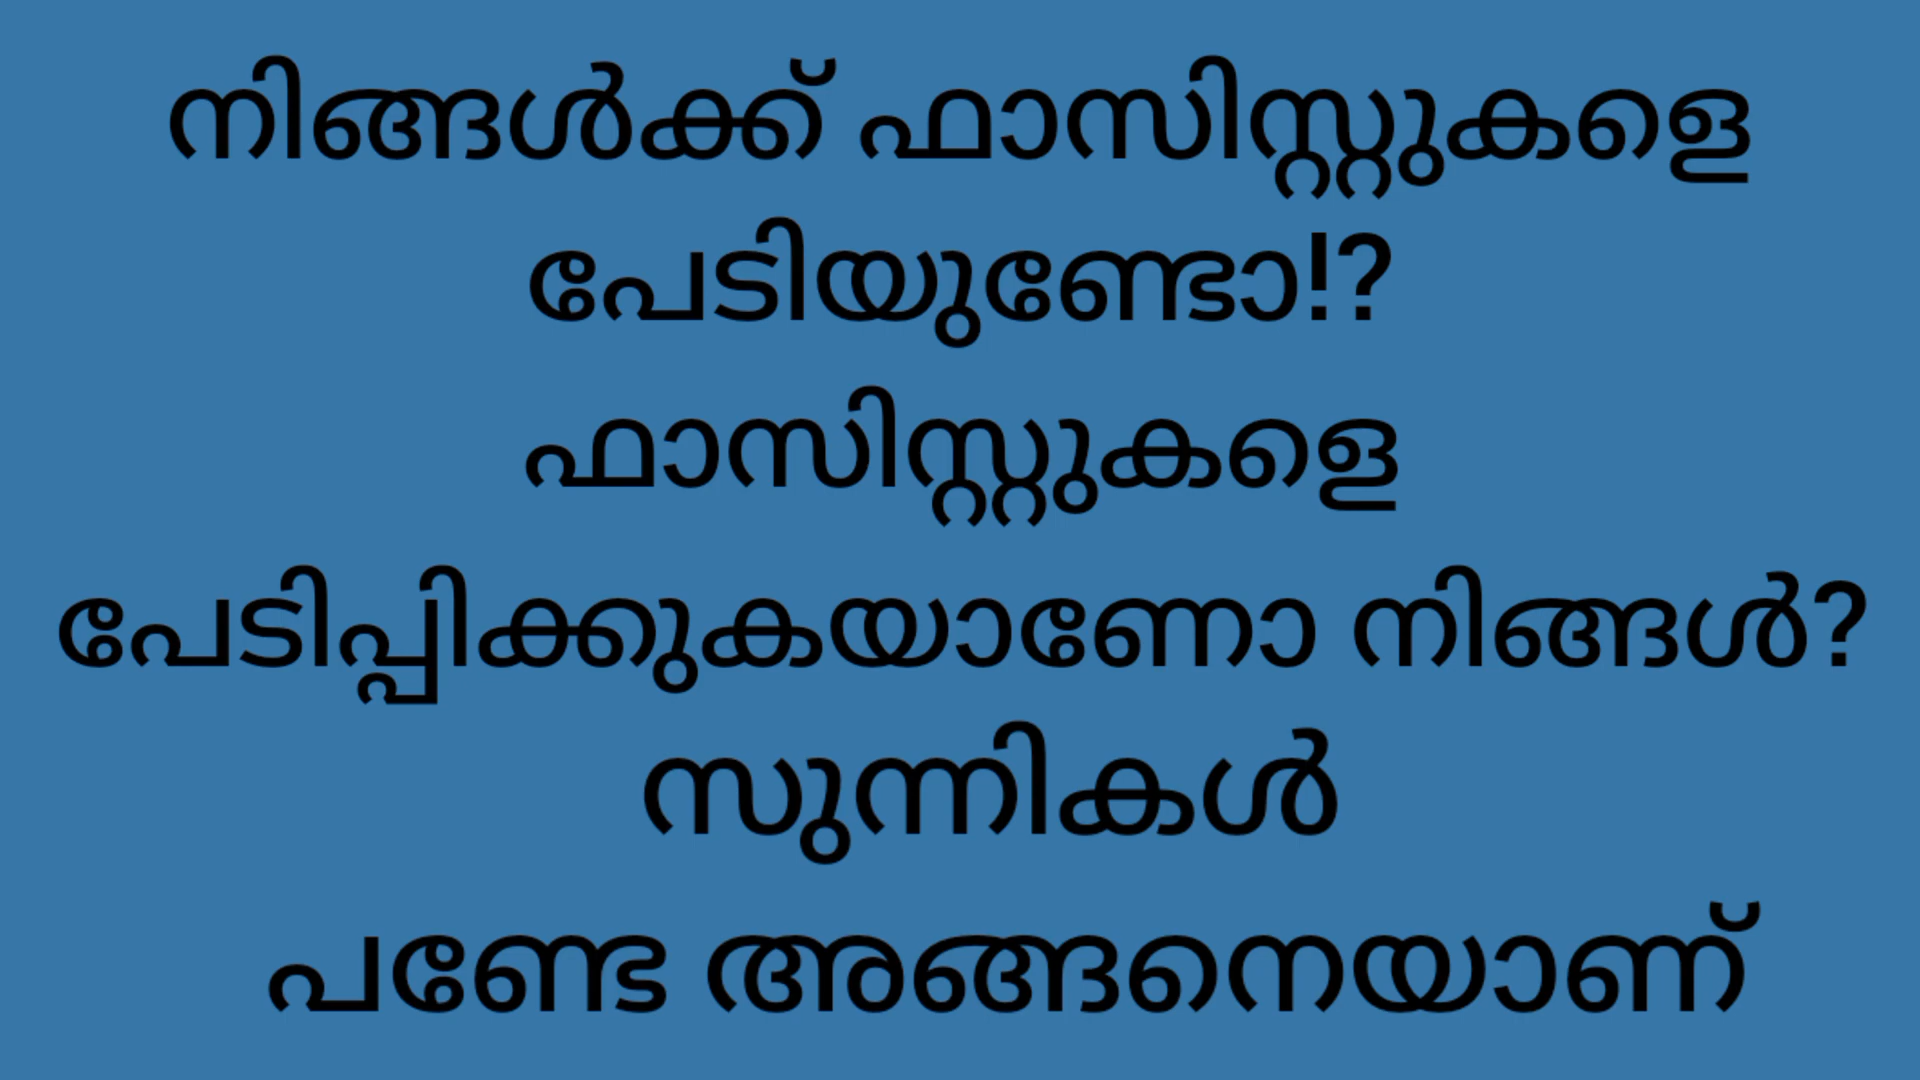 നിങ്ങൾക്ക് ഫാസിസ്റ്റുകളെ
പേടിയുണ്ടോ!?
ഫാസിസ്റ്റുകളെ
പേടിപ്പിക്കുകയാണോ നിങ്ങൾ?
സുന്നികൾ
പണ്ടേ അങ്ങനെയാണ്